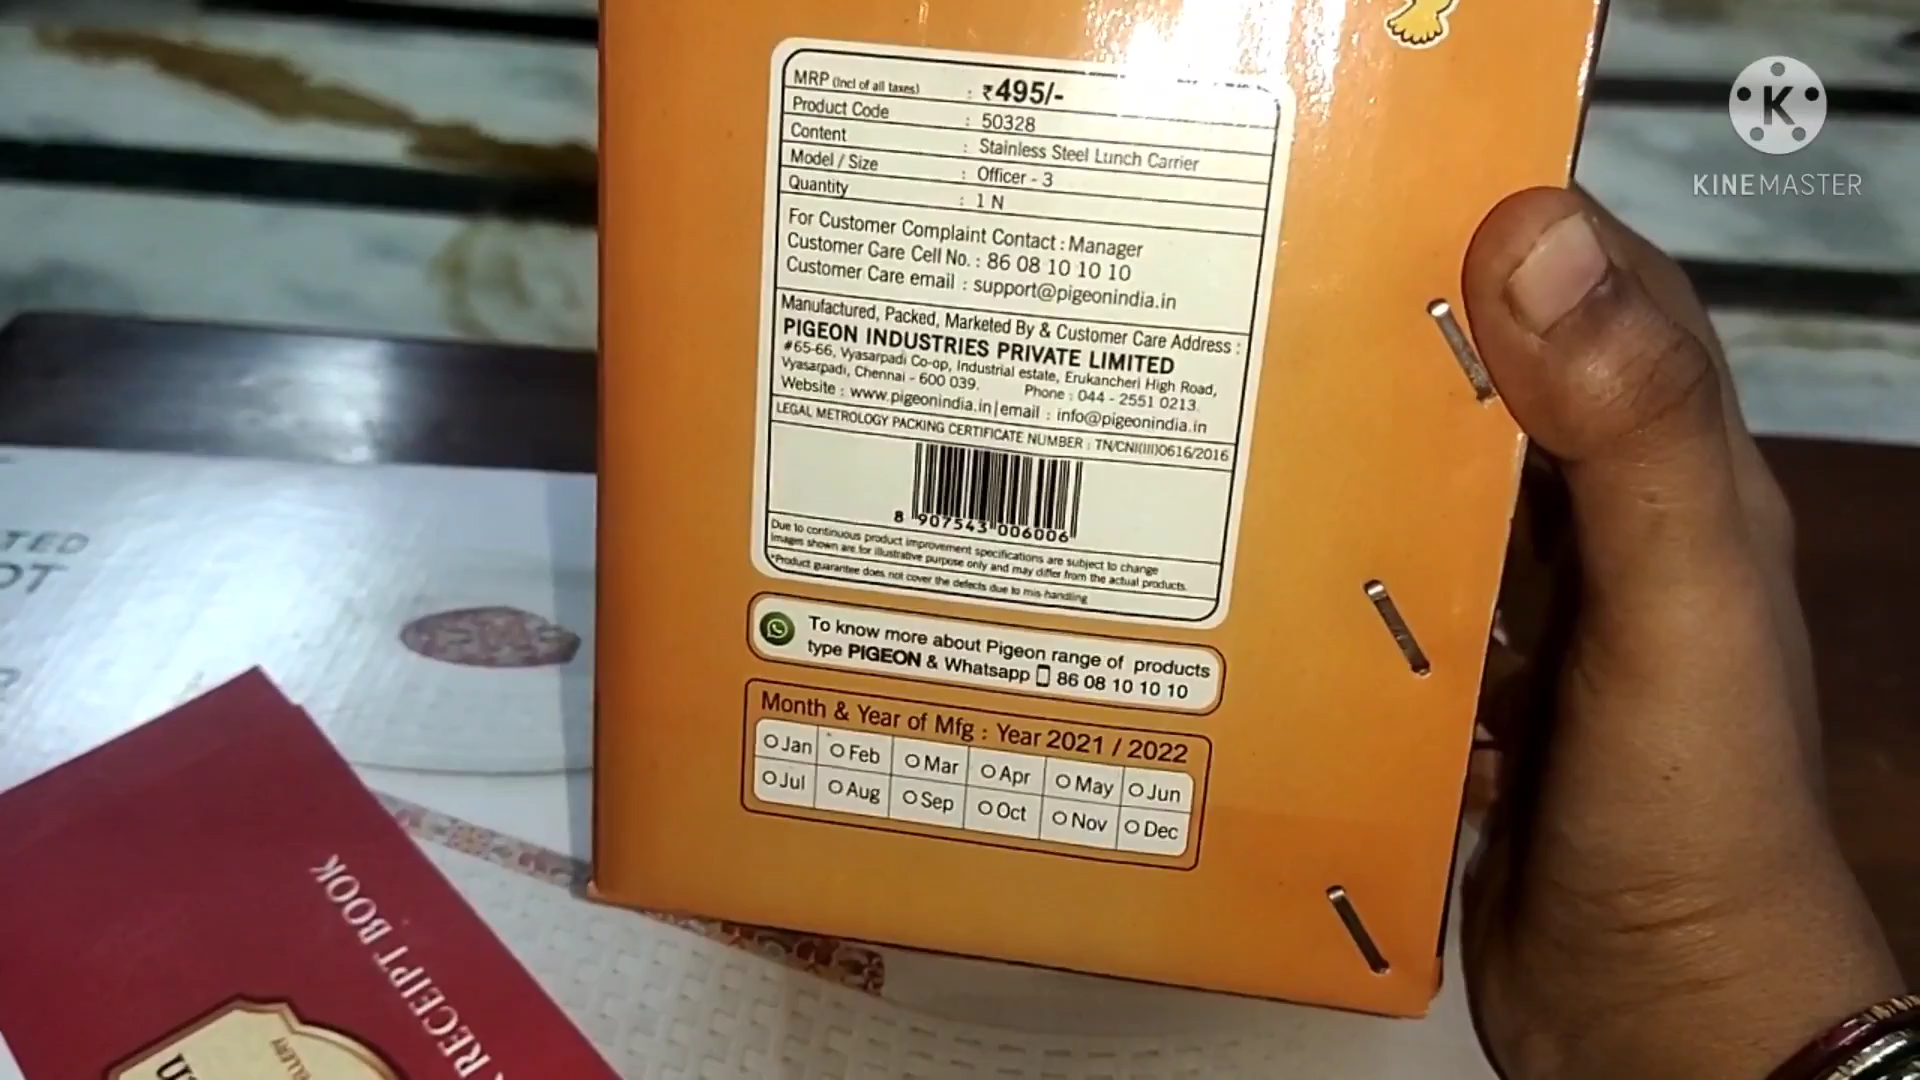 MRP (Incl of all taxes) : ₹495/-
Product Code : 50328
Content : Stainless Steel Lunch Carrier
Model / Size : Officer - 3
Quantity : 1 N
For Customer Complaint Contact : Manager
Customer Care Cell No. : 86 08 10 10 10
Customer Care email : support@pigeonindia.in
Manufactured, Packed, Marketed By & Customer Care Address :
PIGEON INDUSTRIES PRIVATE LIMITED
#65-66, Vyasarpadi Co-op, Industrial estate, Erukancheri High Road,
Vyasarpadi, Chennai - 600 039. Phone : 044 - 2551 0213.
Website : www.pigeonindia.in|email : info@pigeonindia.in
LEGAL METROLOGY PACKING CERTIFICATE NUMBER : TN/CNI(III)0616/2016
8 907543 006006
Due to continuous product improvement specifications are subject to change
Images shown are for illustrative purpose only and may differ from the actual products.
*Product guarantee does not cover the defects due to mis-handling
To know more about Pigeon range of products
type PIGEON & Whatsapp 86 08 10 10 10
Month & Year of Mfg : Year 2021 / 2022
Jan Feb Mar Apr May Jun
Jul Aug Sep Oct Nov Dec
K
KINEMASTER
RECEIPT BOOK